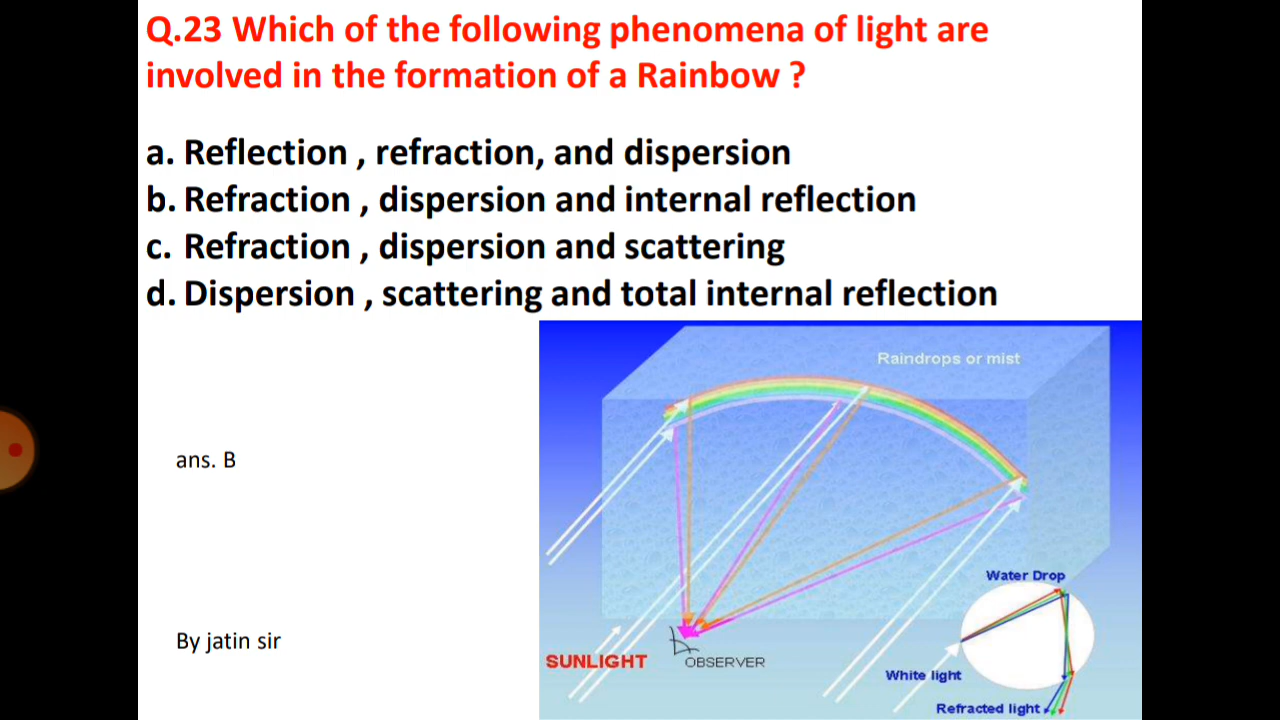 Q.23 Which of the following phenomena of light are
involved in the formation of a Rainbow ?
a. Reflection , refraction, and dispersion
b. Refraction , dispersion and internal reflection
c. Refraction , dispersion and scattering
d. Dispersion , scattering and total internal reflection
Raindrops or mist
ans. B
Water Drop
By jatin sir
SUNLIGHT
OBSERVER
White light
Refracted light